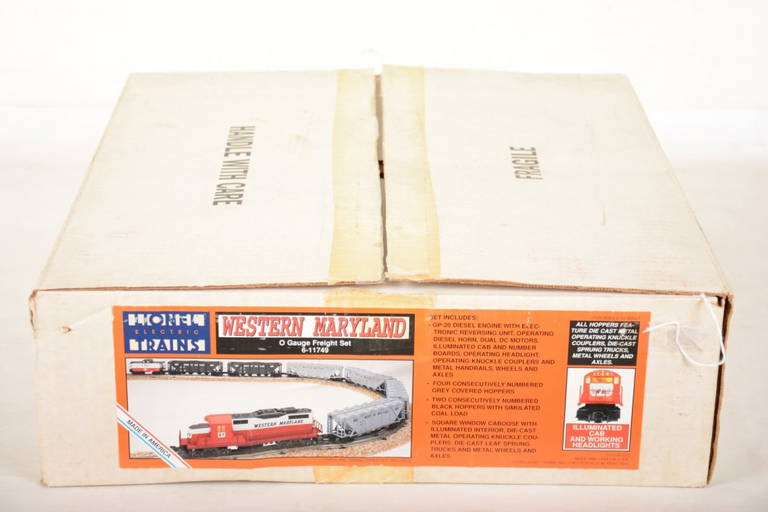 HANDLE WITH CARE
FRAGILE
LIONEL
ELECTRIC
TRAINS
WESTERN MARYLAND
O Gauge Freight Set
6-11749
MADE IN AMERICA
WESTERN MARYLAND
SET INCLUDES:
- GP-20 DIESEL ENGINE WITH ELEC-
TRONIC REVERSING UNIT, OPERATING
DIESEL HORN, DUAL DC MOTORS,
ILLUMINATED CAB AND NUMBER
BOARDS, OPERATING HEADLIGHT,
OPERATING KNUCKLE COUPLERS AND
METAL HANDRAILS, WHEELS AND
AXLES
- FOUR CONSECUTIVELY NUMBERED
GREY COVERED HOPPERS
- TWO CONSECUTIVELY NUMBERED
BLACK HOPPERS WITH SIMULATED
COAL LOAD
- SQUARE WINDOW CABOOSE WITH
ILLUMINATED INTERIOR, DIE-CAST
METAL OPERATING KNUCKLE COU-
PLERS, DIE-CAST LEAF SPRUNG
TRUCKS AND METAL WHEELS AND
AXLES.
ALL HOPPERS FEA-
TURE DIE CAST METAL
OPERATING KNUCKLE
COUPLERS, DIE-CAST
SPRUNG TRUCKS,
METAL WHEELS AND
AXLES.
ILLUMINATED
CAB
AND WORKING
HEADLIGHTS